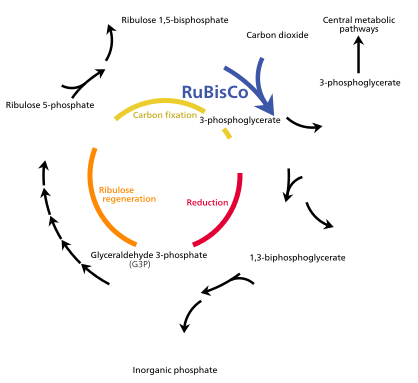 Ribulose 1,5-bisphosphate
Central metabolic
pathways
Carbon dioxide
3-phosphoglycerate
RuBisCo
Ribulose 5-phosphate
Carbon fixation
3-phosphoglycerate
Ribulose
regeneration
Reduction
Glyceraldehyde 3-phosphate
(G3P)
1,3-biphosphoglycerate
Inorganic phosphate